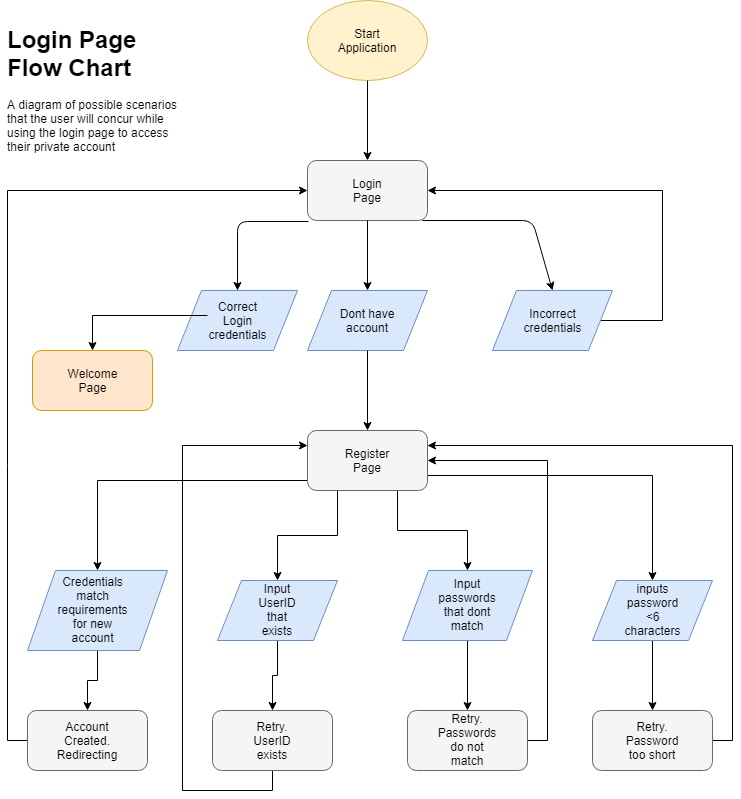 Login Page
Flow Chart
A diagram of possible scenarios
that the user will concur while
using the login page to access
their private account
Start
Application
Login
Page
Correct
Login
credentials
Dont have
account
Incorrect
credentials
Welcome
Page
Register
Page
Credentials
match
requirements
for new
account
Input
UserID
that
exists
Input
passwords
that dont
match
inputs
password
<6
characters
Account
Created.
Redirecting
Retry.
UserID
exists
Retry.
Passwords
do not
match
Retry.
Password
too short